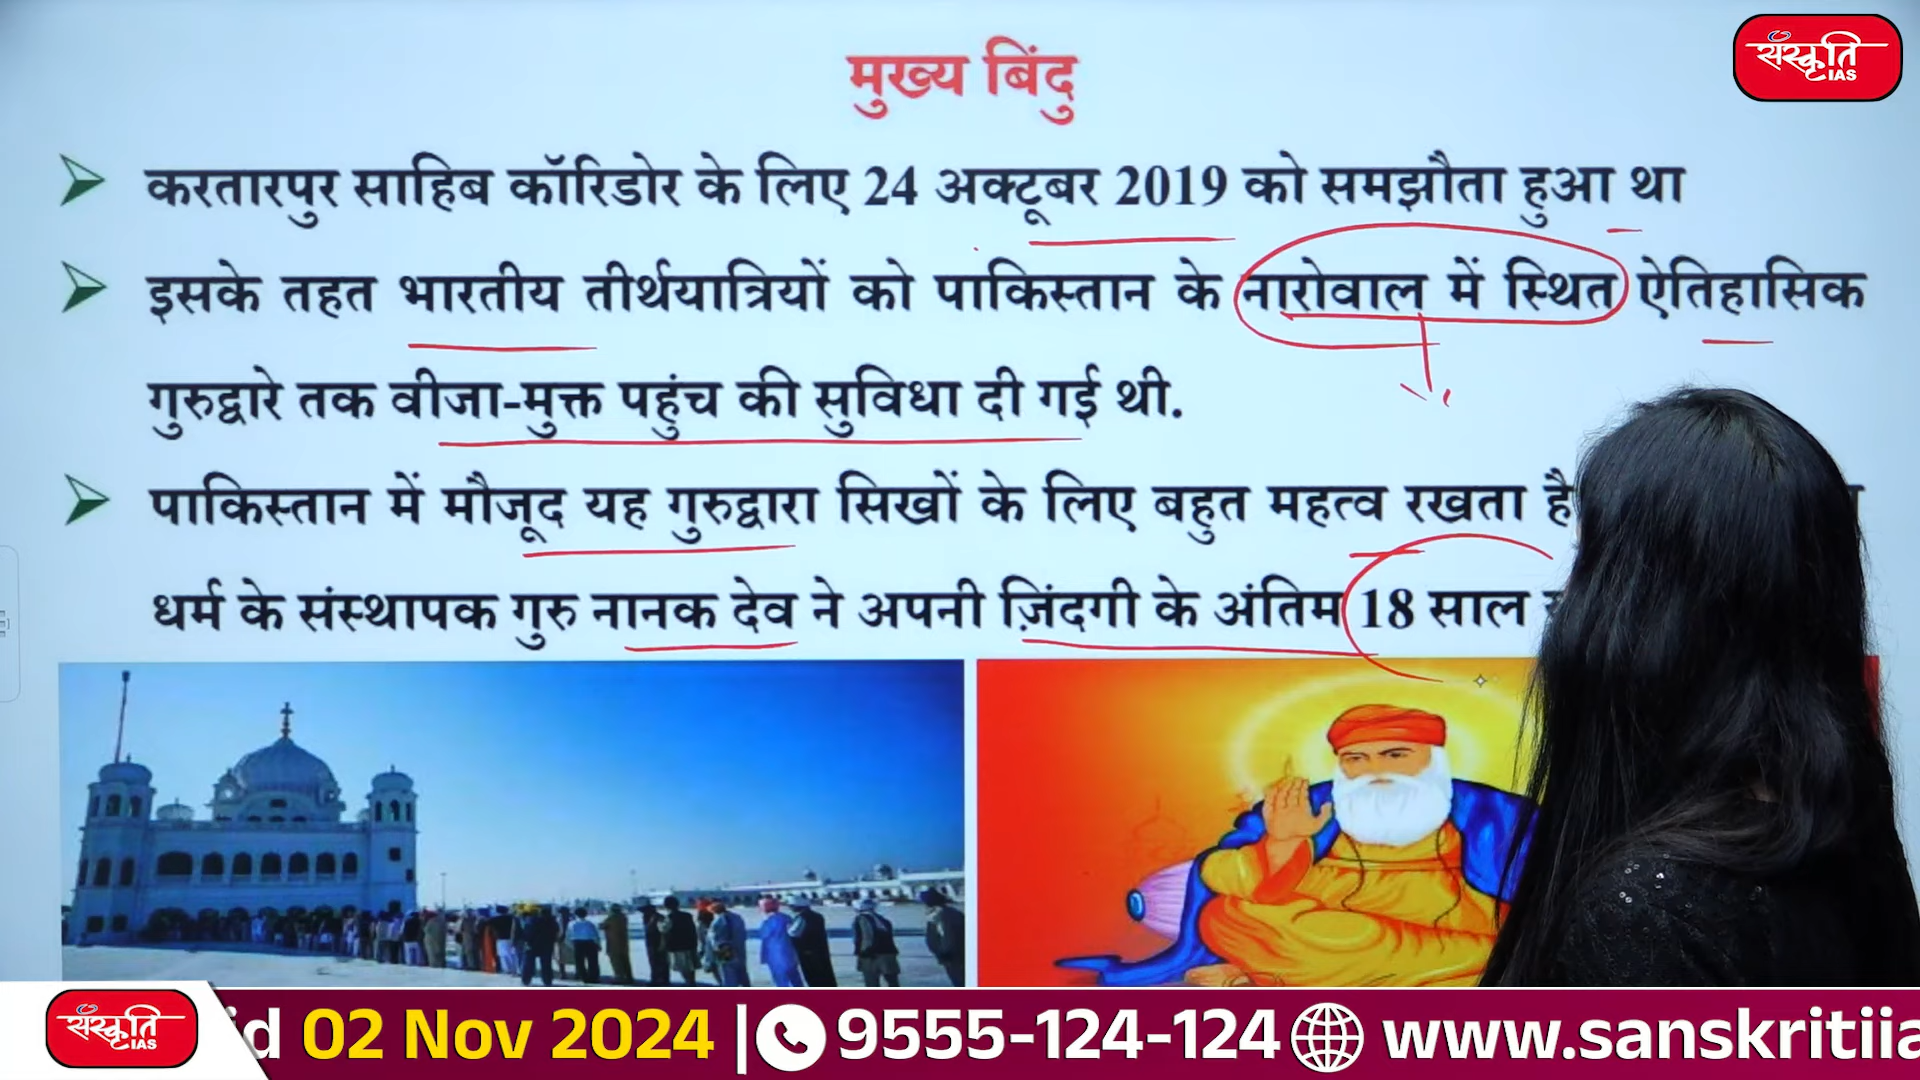 संस्कृति
IAS
मुख्य बिंदु
करतारपुर साहिब कॉरिडोर के लिए 24 अक्टूबर 2019 को समझौता हुआ था
इसके तहत भारतीय तीर्थयात्रियों को पाकिस्तान के नारोवाल में स्थित ऐतिहासिक
गुरुद्वारे तक वीजा-मुक्त पहुंच की सुविधा दी गई थी.
पाकिस्तान में मौजूद यह गुरुद्वारा सिखों के लिए बहुत महत्व रखता है
धर्म के संस्थापक गुरु नानक देव ने अपनी ज़िंदगी के अंतिम 18 साल
संस्कृति
IAS
id 02 Nov 2024 | 9555-124-124 www.sanskritiia